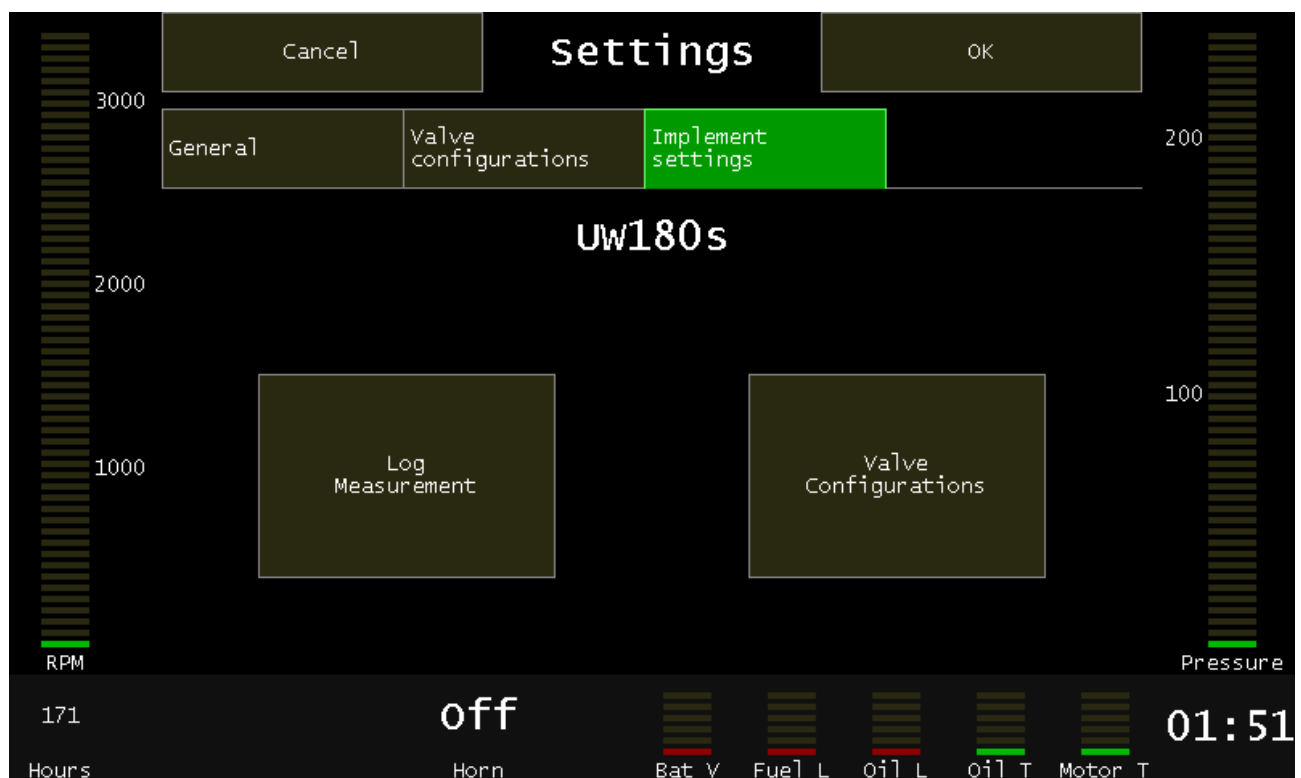 Cancel
Settings
OK
3000
General
Valve
configurations
Implement
settings
200
UW180s
2000
100
Log
Measurement
Valve
Configurations
1000
RPM
Pressure
171
Off
01:51
Hours
Horn
Bat V
Fuel L
Oil L
Oil T
Motor T